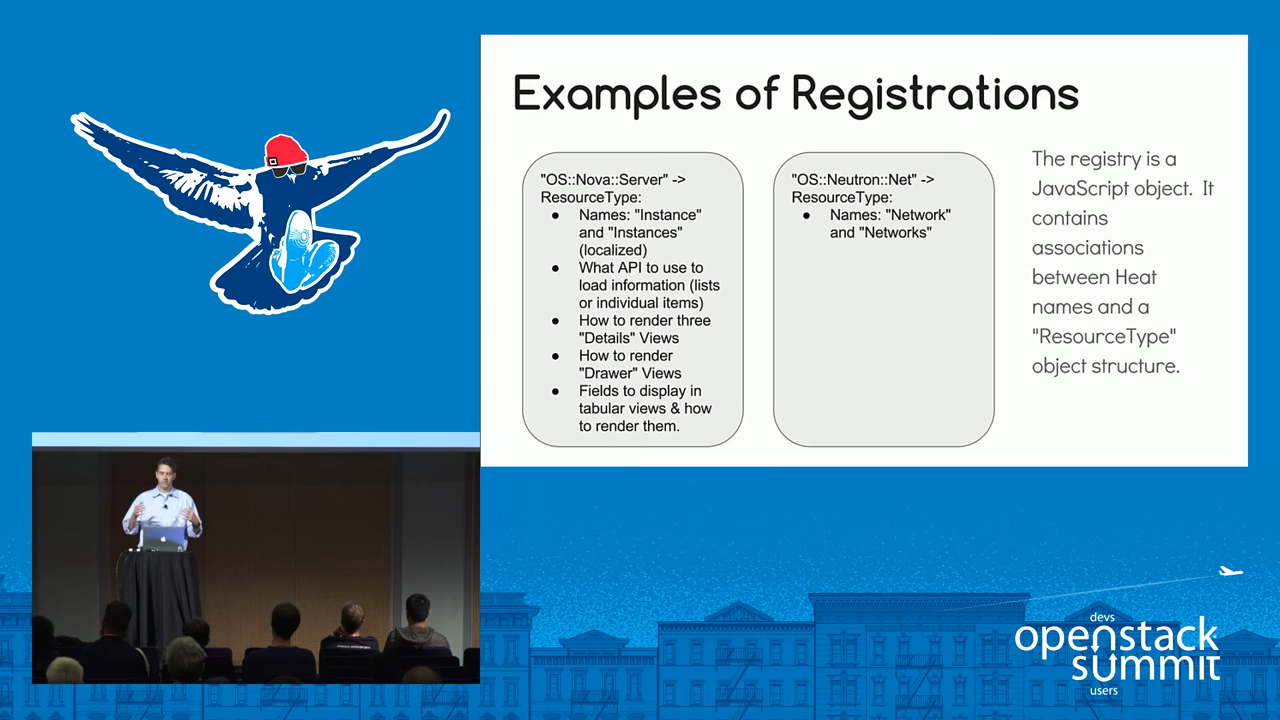 Examples of Registrations
"OS::Nova::Server" ->
ResourceType:
● Names: "Instance"
and "Instances"
(localized)
● What API to use to
load information (lists
or individual items)
● How to render three
"Details" Views
● How to render
"Drawer" Views
● Fields to display in
tabular views & how
to render them.
"OS::Neutron::Net" ->
ResourceType:
● Names: "Network"
and "Networks"
The registry is a
JavaScript object. It
contains
associations
between Heat
names and a
"ResourceType"
object structure.
devs
openstack
summit
users